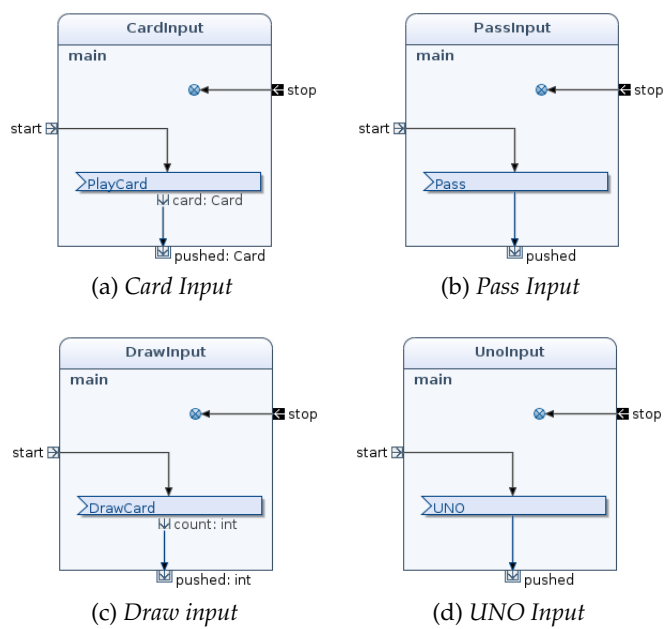 CardInput
main
stop
start
PlayCard
card: Card
pushed: Card
(a) Card Input
PassInput
main
stop
start
Pass
pushed
(b) Pass Input
DrawInput
main
stop
start
DrawCard
count: int
pushed: int
(c) Draw input
UnoInput
main
stop
start
UNO
pushed
(d) UNO Input